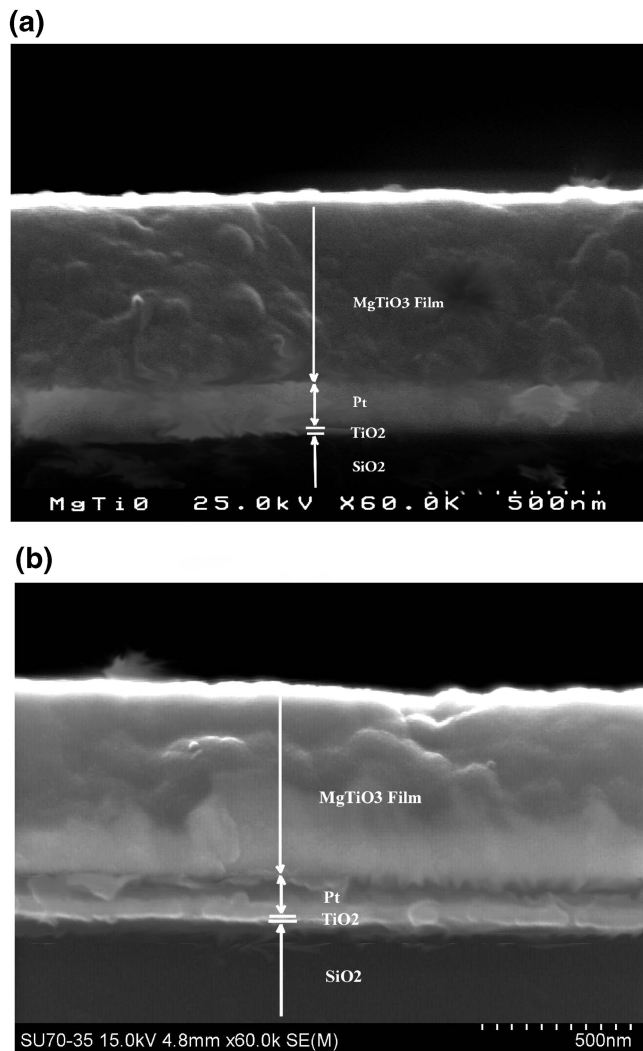 (a)
MgTiO3 Film
Pt
TiO2
SiO2
MgTiO 25.0kV X60.0K 500nm
(b)
MgTiO3 Film
Pt
TiO2
SiO2
SU70-35 15.0kV 4.8mm x60.0k SE(M) 500nm